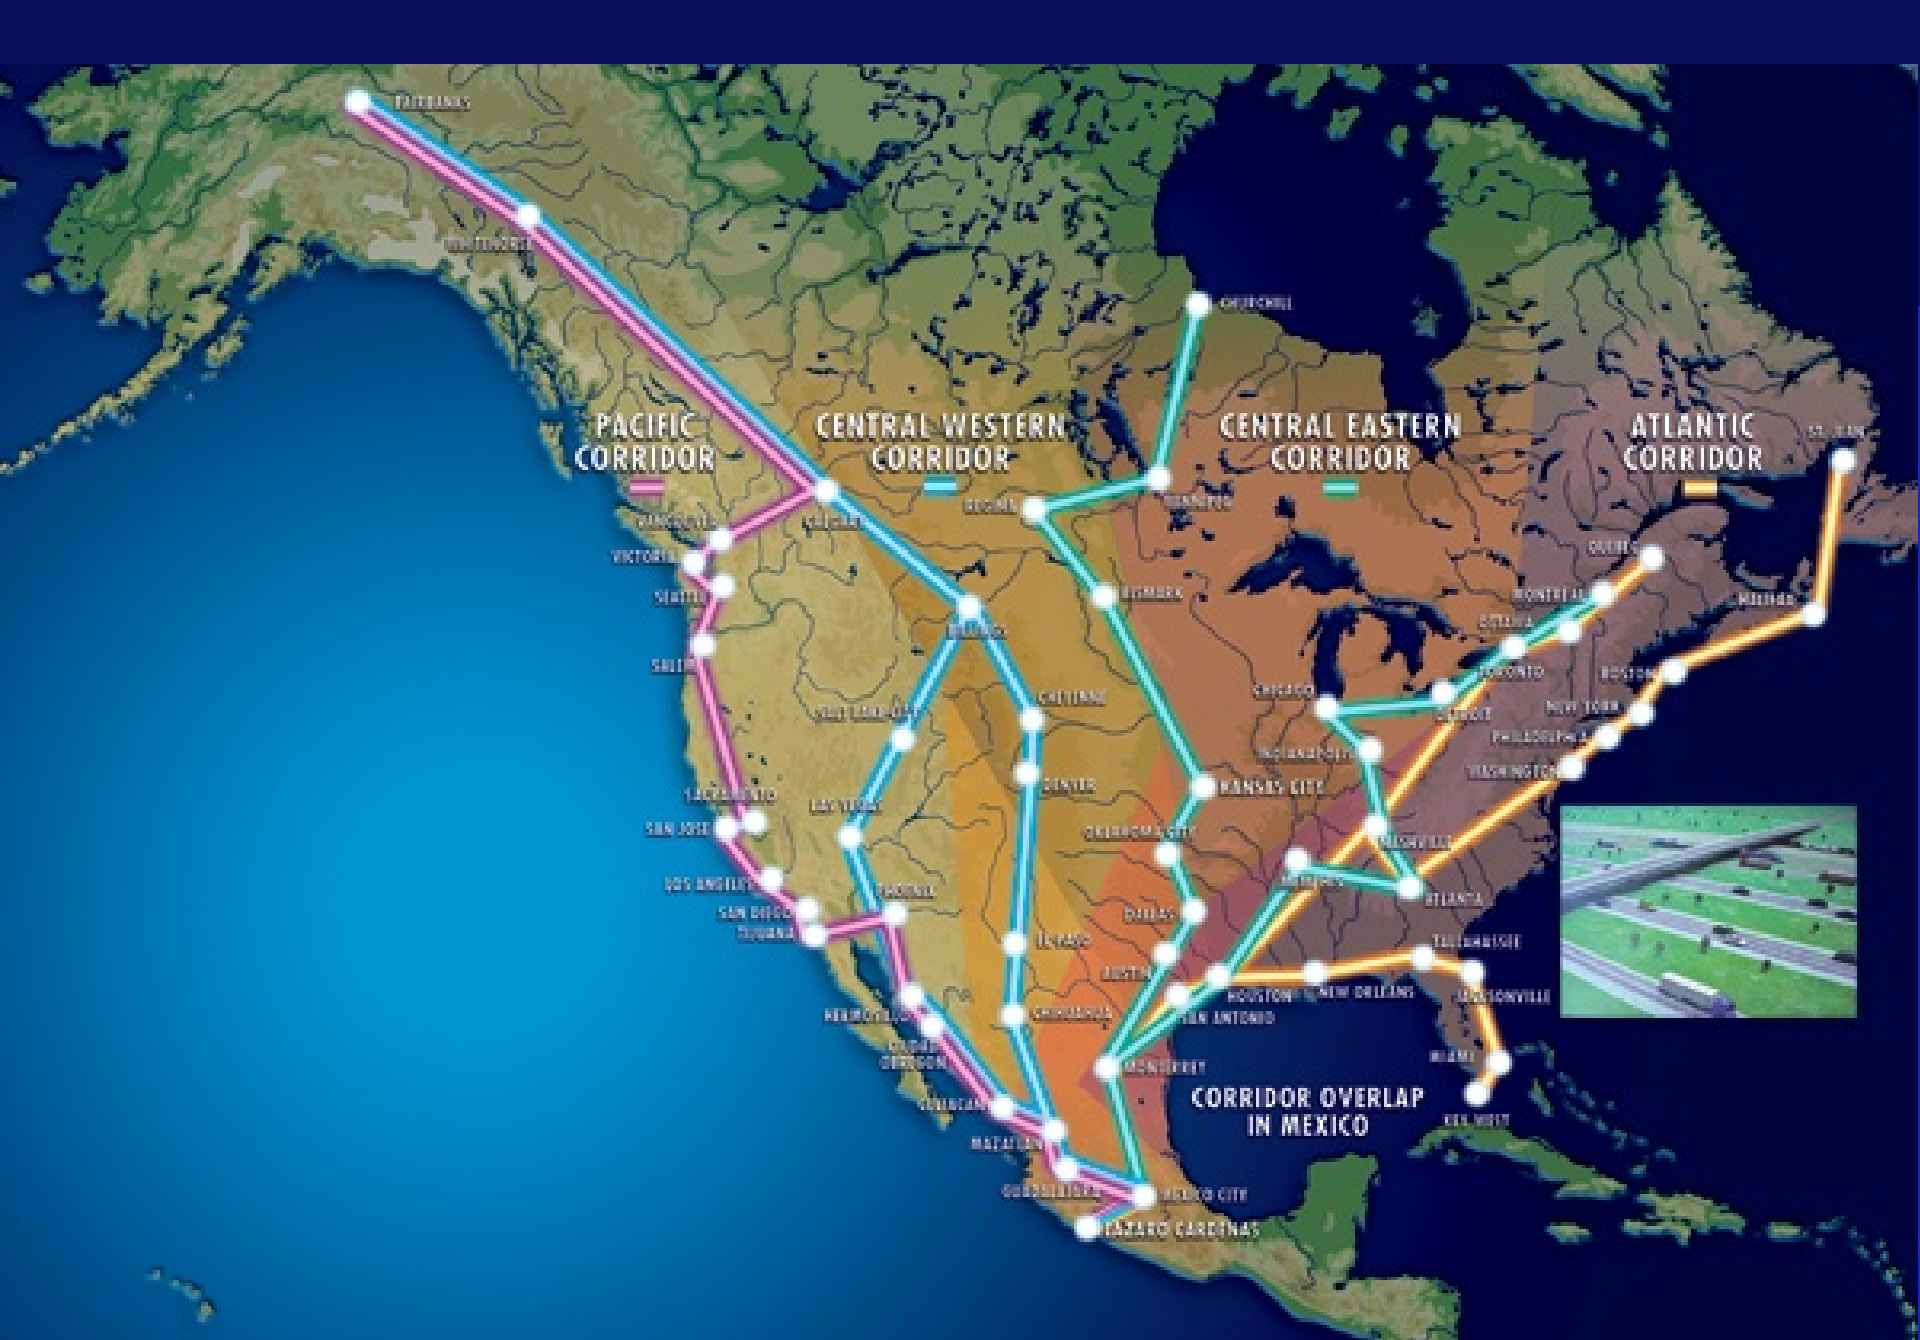 FAIRBANKS
WHITEHORSE
CHURCHILL
PACIFIC
CORRIDOR
CENTRAL WESTERN
CORRIDOR
CENTRAL EASTERN
CORRIDOR
ATLANTIC
CORRIDOR
REGINA
VANCOUVER
CALGARY
VICTORIA
QUEBEC
SEATTLE
BISMARK
MONTREAL
HALIFAX
OTTAWA
BILLINGS
SALEM
TORONTO
BOSTON
CHICAGO
CHEYENNE
NEW YORK
SALT LAKE CITY
DETROIT
PHILADELPHIA
INDIANAPOLIS
WASHINGTON
DENVER
KANSAS CITY
SACRAMENTO
LAS VEGAS
SAN JOSE
OKLAHOMA CITY
NASHVILLE
LOS ANGELES
PHOENIX
MEMPHIS
ATLANTA
SAN DIEGO
DALLAS
TIJUANA
EL PASO
TALLAHASSEE
AUSTIN
HOUSTON
NEW ORLEANS
JACKSONVILLE
HERMOSILLO
CHIHUAHUA
SAN ANTONIO
CIUDAD
OBREGON
MIAMI
MONTERREY
CULIACAN
CORRIDOR OVERLAP
IN MEXICO
KEY WEST
MAZATLAN
GUADALAJARA
MEXICO CITY
LAZARO CARDENAS